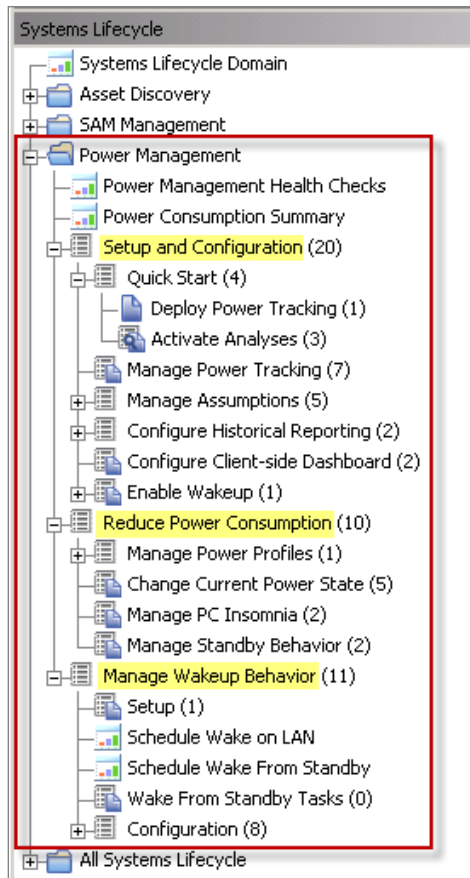 Systems Lifecycle
Systems Lifecycle Domain
Asset Discovery
SAM Management
Power Management
Power Management Health Checks
Power Consumption Summary
Setup and Configuration (20)
Quick Start (4)
Deploy Power Tracking (1)
Activate Analyses (3)
Manage Power Tracking (7)
Manage Assumptions (5)
Configure Historical Reporting (2)
Configure Client-side Dashboard (2)
Enable Wakeup (1)
Reduce Power Consumption (10)
Manage Power Profiles (1)
Change Current Power State (5)
Manage PC Insomnia (2)
Manage Standby Behavior (2)
Manage Wakeup Behavior (11)
Setup (1)
Schedule Wake on LAN
Schedule Wake From Standby
Wake From Standby Tasks (0)
Configuration (8)
All Systems Lifecycle